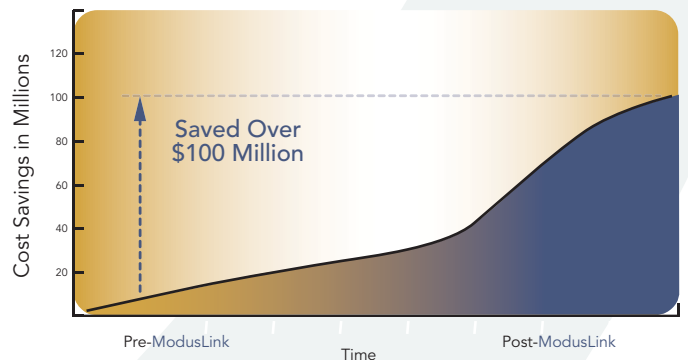 Cost Savings in Millions
120
100
80
60
40
20
Saved Over
$100 Million
Pre-ModusLink
Post-ModusLink
Time